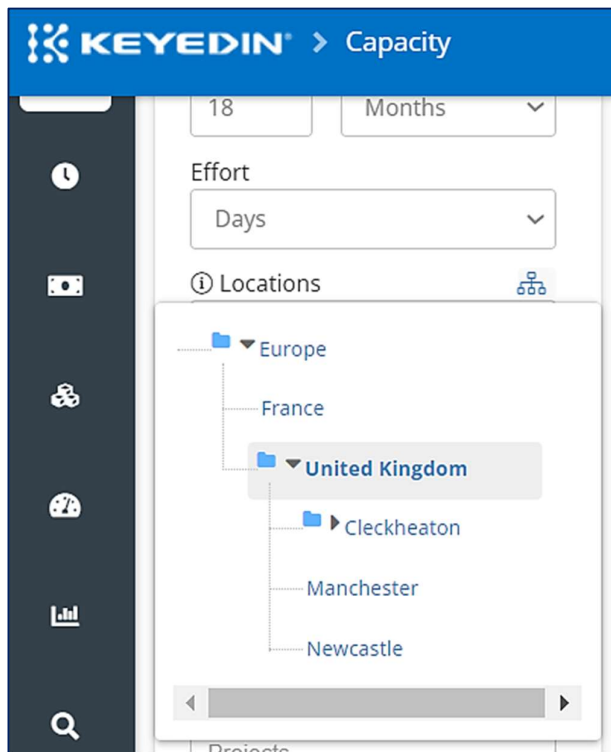 KEYEDIN > Capacity
18 Months
Effort
Days
Locations
Europe
France
United Kingdom
Cleckheaton
Manchester
Newcastle
Projects